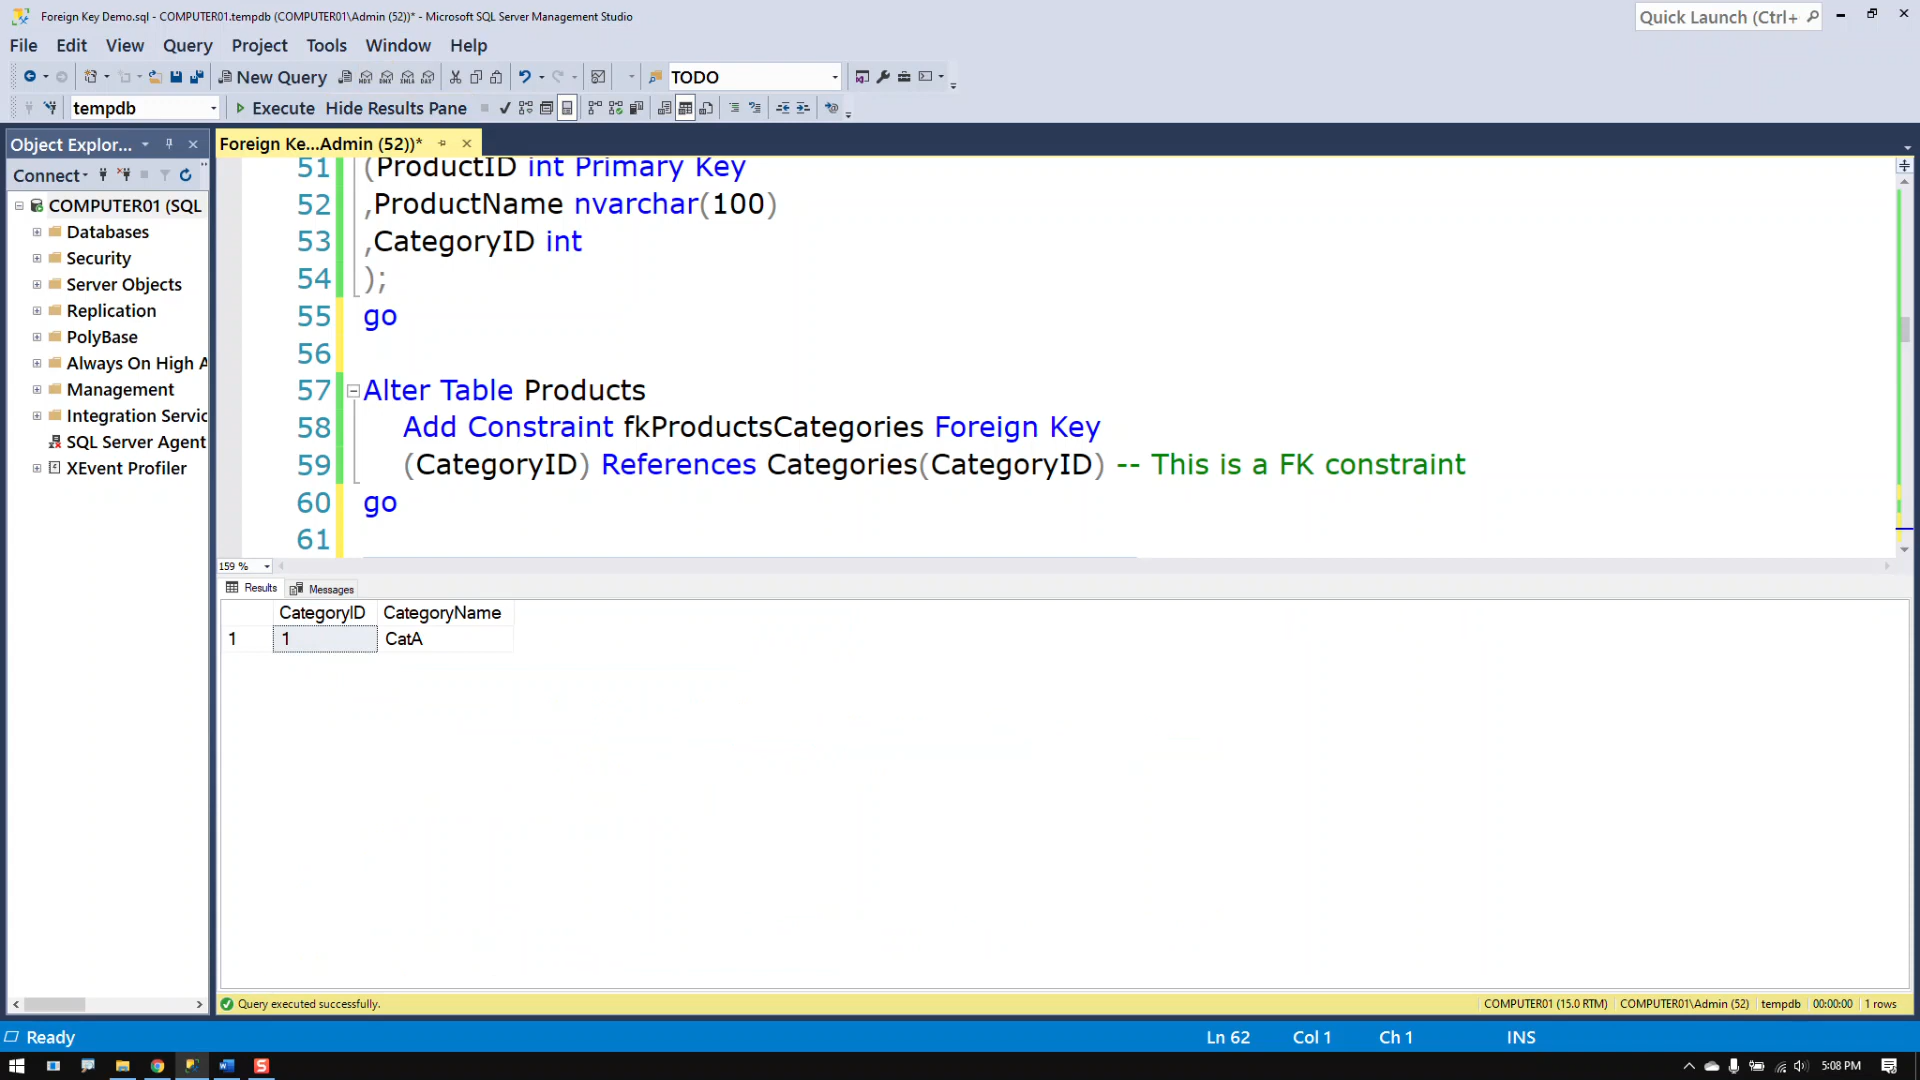 Foreign Key Demo.sql - COMPUTER01.tempdb (COMPUTER01\Admin (52))* - Microsoft SQL Server Management Studio
Quick Launch (Ctrl+
File Edit View Query Project Tools Window Help
New Query
TODO
tempdb
Execute
Hide Results Pane
Object Explor...
Connect
COMPUTER01 (SQL
Databases
Security
Server Objects
Replication
PolyBase
Always On High A
Management
Integration Servic
SQL Server Agent
XEvent Profiler
Foreign Ke...Admin (52))*
51 (ProductID int Primary Key
52 ,ProductName nvarchar(100)
53 ,CategoryID int
54 );
55 go
56
57 Alter Table Products
58 Add Constraint fkProductsCategories Foreign Key
59 (CategoryID) References Categories(CategoryID) -- This is a FK constraint
60 go
61
159 %
Results Messages
CategoryID CategoryName
1 1 CatA
Query executed successfully.
COMPUTER01 (15.0 RTM) COMPUTER01\Admin (52) tempdb 00:00:00 1 rows
Ready
Ln 62 Col 1 Ch 1 INS
5:08 PM